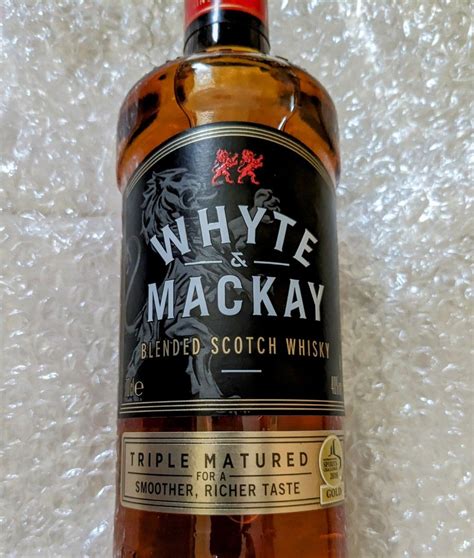 WHYTE
&
MACKAY
BLENDED SCOTCH WHISKY
TRIPLE MATURED
FOR A
SMOOTHER, RICHER TASTE
GOLD